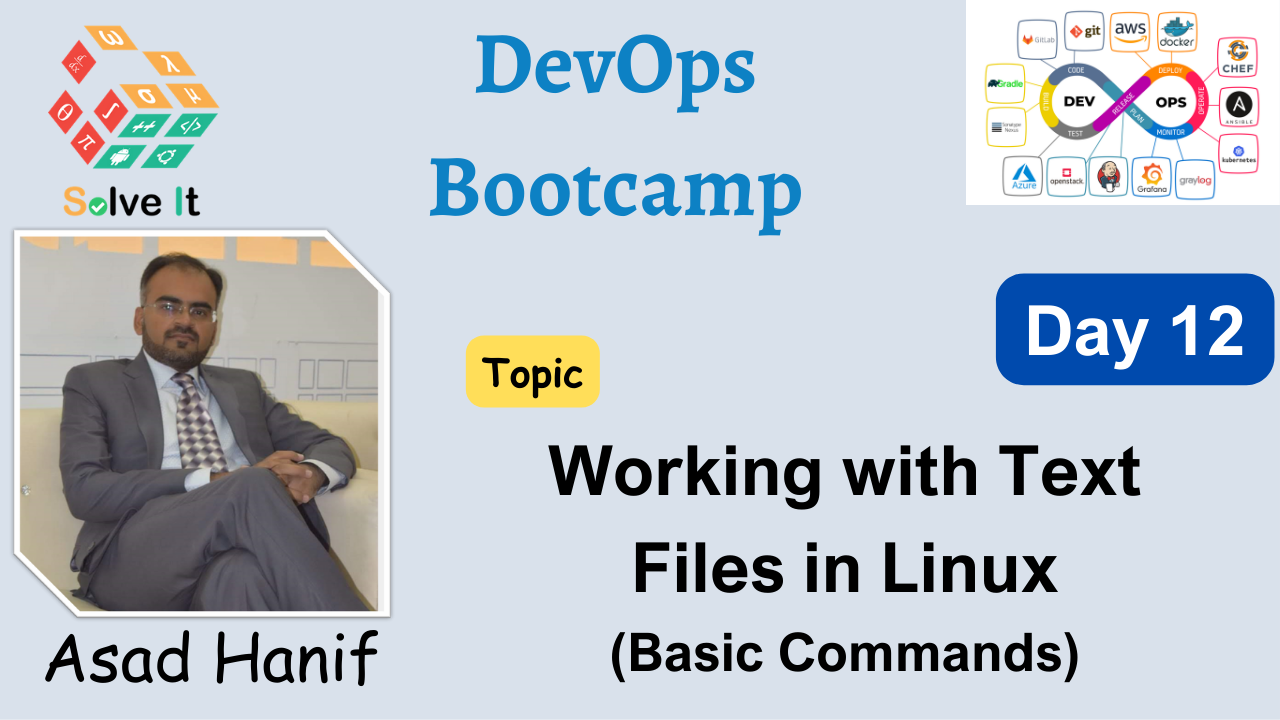 DevOps
Bootcamp
Solve It
ω
λ
σ
μ
θ
∫
++
</>
π
GitLab
git
aws
docker
CHEF
Gradle
ANSIBLE
kubernetes
CODE
DEPLOY
BUILD
DEV
RELEASE
PLAN
OPS
OPERATE
TEST
MONITOR
Azure
openstack.
Grafana
graylog
Day 12
Topic
Working with Text
Files in Linux
(Basic Commands)
Asad Hanif